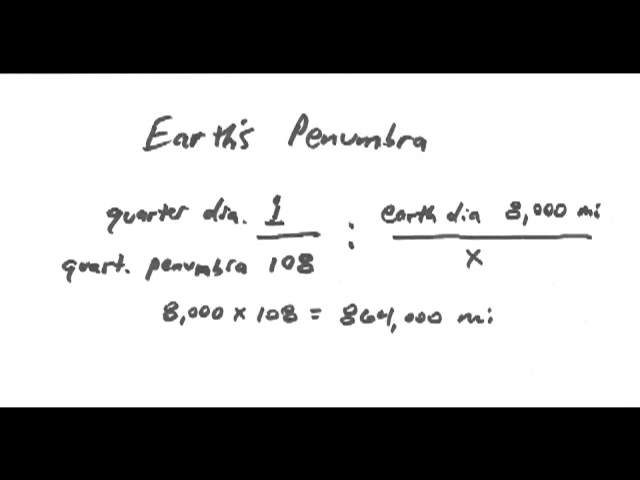 Earth's Penumbra
quarter dia. 1 : earth dia 8,000 mi
quart. penumbra 108 x
8,000 x 108 = 864,000 mi